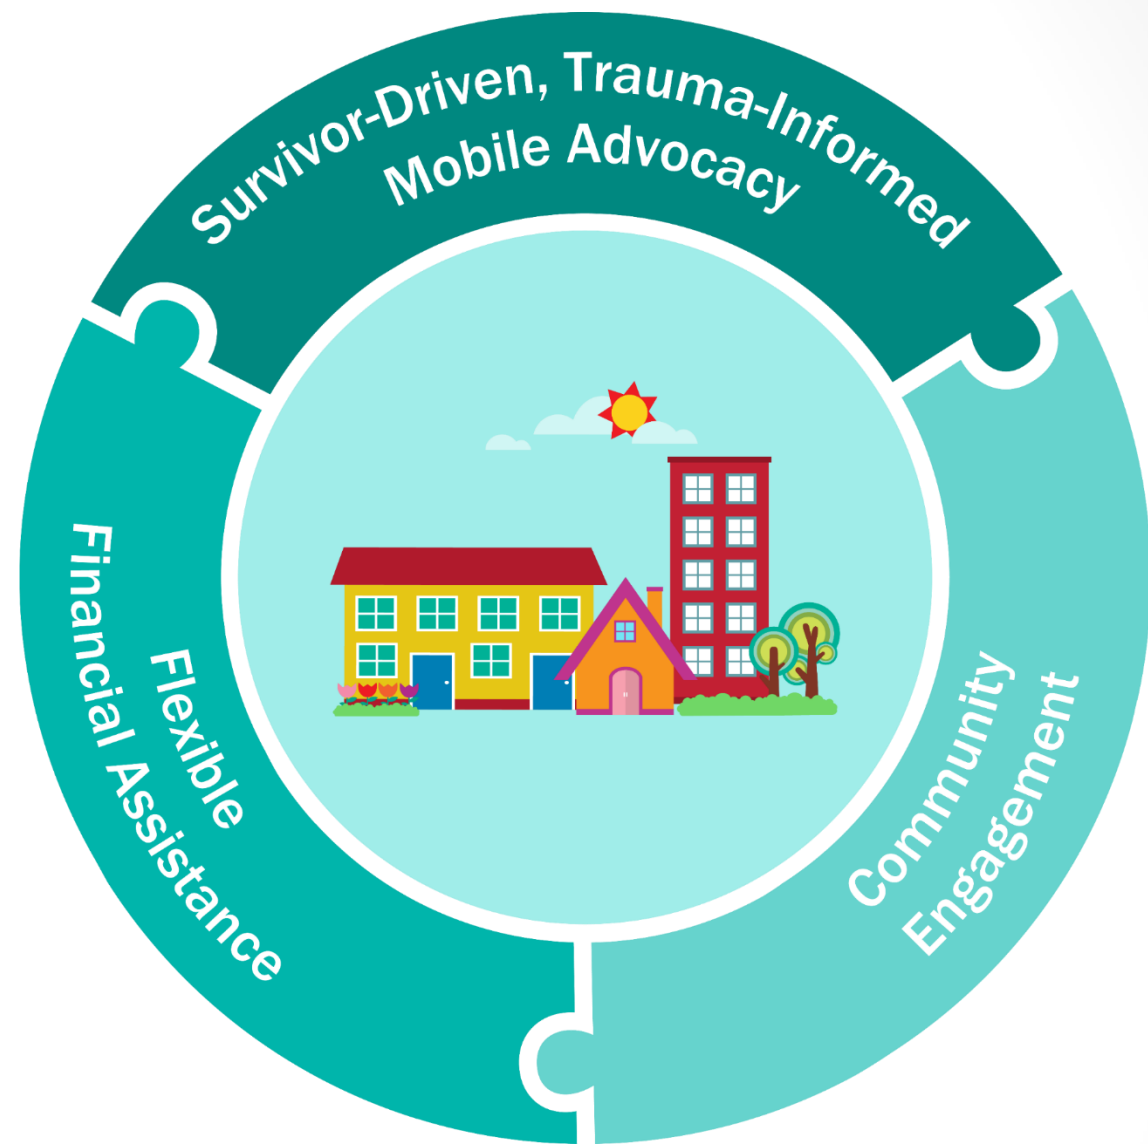 Survivor-Driven, Trauma-Informed
Mobile Advocacy
Flexible
Financial Assistance
Community
Engagement